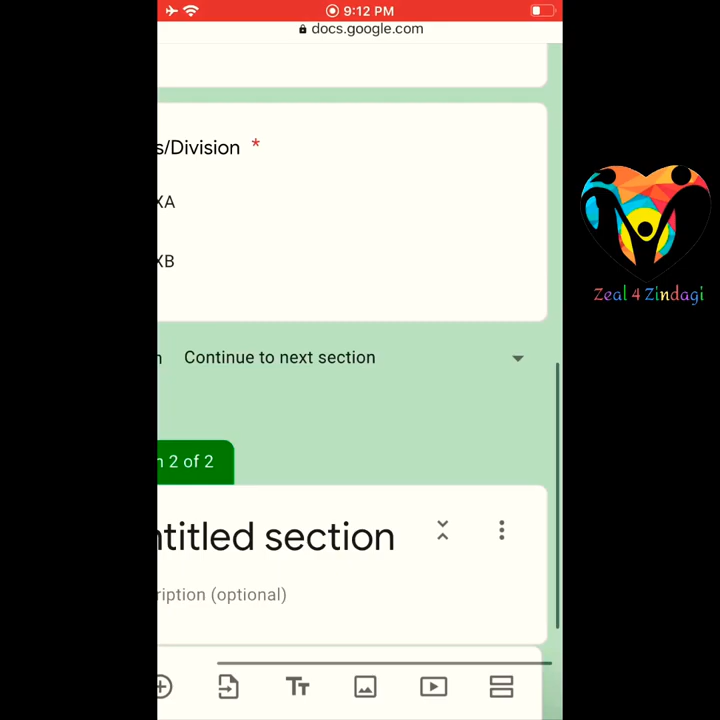 9:12 PM
docs.google.com
s/Division *
XA
XB
n Continue to next section
n 2 of 2
ntitled section
ription (optional)
Tт
Zeal 4 Zindagi